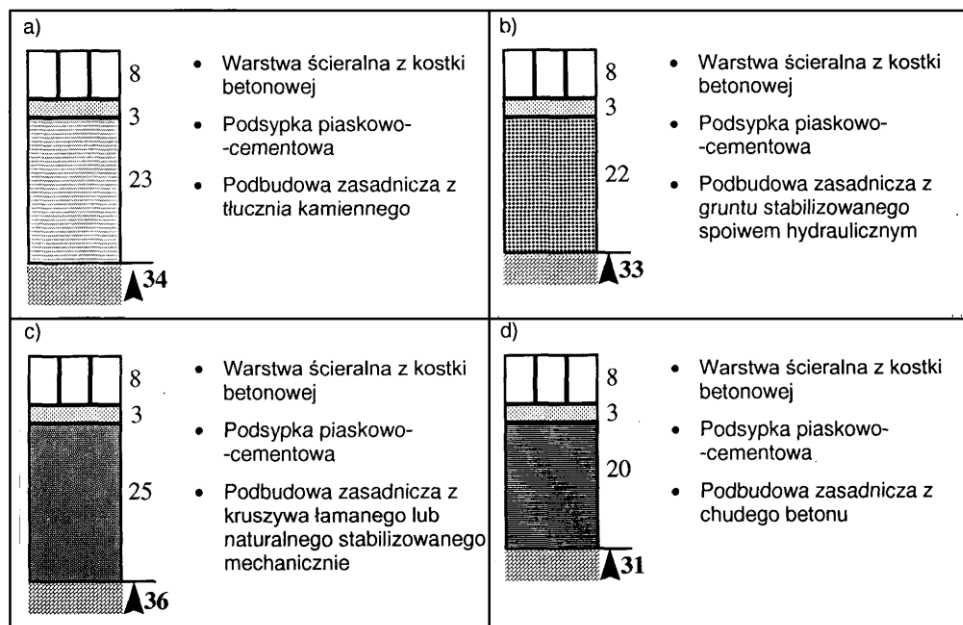 a)
8
3
23
34
• Warstwa ścieralna z kostki
betonowej
• Podsypka piaskowo-
-cementowa
• Podbudowa zasadnicza z
tłucznia kamiennego
b)
8
3
22
33
• Warstwa ścieralna z kostki
betonowej
• Podsypka piaskowo-
-cementowa
• Podbudowa zasadnicza z
gruntu stabilizowanego
spoiwem hydraulicznym
c)
8
3
25
36
• Warstwa ścieralna z kostki
betonowej
• Podsypka piaskowo-
-cementowa
• Podbudowa zasadnicza z
kruszywa łamanego lub
naturalnego stabilizowanego
mechanicznie
d)
8
3
20
31
• Warstwa ścieralna z kostki
betonowej
• Podsypka piaskowo-
-cementowa
• Podbudowa zasadnicza z
chudego betonu